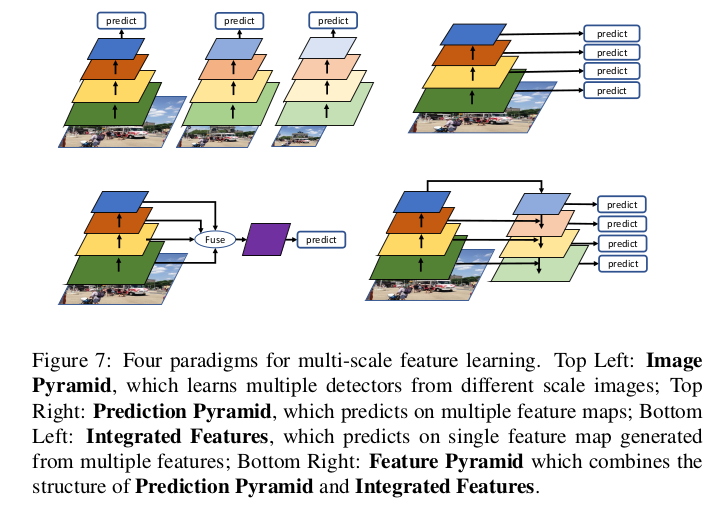 predict
predict
predict
predict
predict
predict
predict
Fuse
predict
predict
predict
predict
predict
Figure 7: Four paradigms for multi-scale feature learning. Top Left: Image
Pyramid, which learns multiple detectors from different scale images; Top
Right: Prediction Pyramid, which predicts on multiple feature maps; Bottom
Left: Integrated Features, which predicts on single feature map generated
from multiple features; Bottom Right: Feature Pyramid which combines the
structure of Prediction Pyramid and Integrated Features.